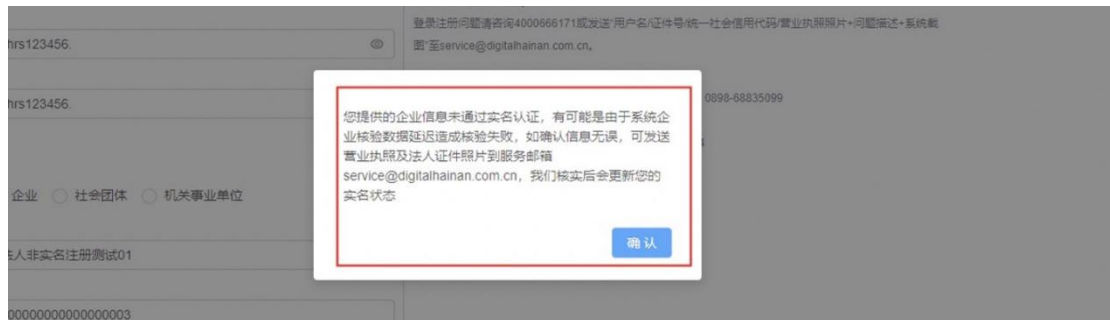 登录注册问题请咨询4000666171或发送“用户名/证件号/统一社会信用代码/营业执照照片+问题描述+系统截
图”至service@digitalhainan.com.cn。
hrs123456.
hrs123456.
0898-68835099
您提供的企业信息未通过实名认证，有可能是由于系统企
业核验数据延迟造成核验失败，如确认信息无误，可发送
营业执照及法人证件照片到服务邮箱
service@digitalhainan.com.cn，我们核实后会更新您的
实名状态
企业 社会团体 机关事业单位
确 认
法人非实名注册测试01
00000000000000003